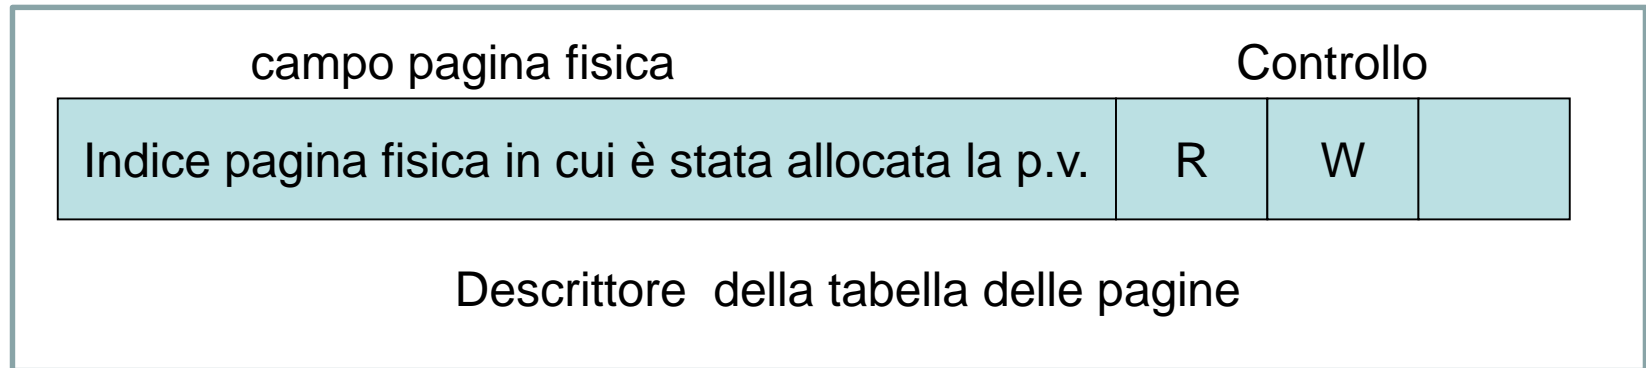 campo pagina fisica Controllo
Indice pagina fisica in cui è stata allocata la p.v. R W
Descrittore della tabella delle pagine